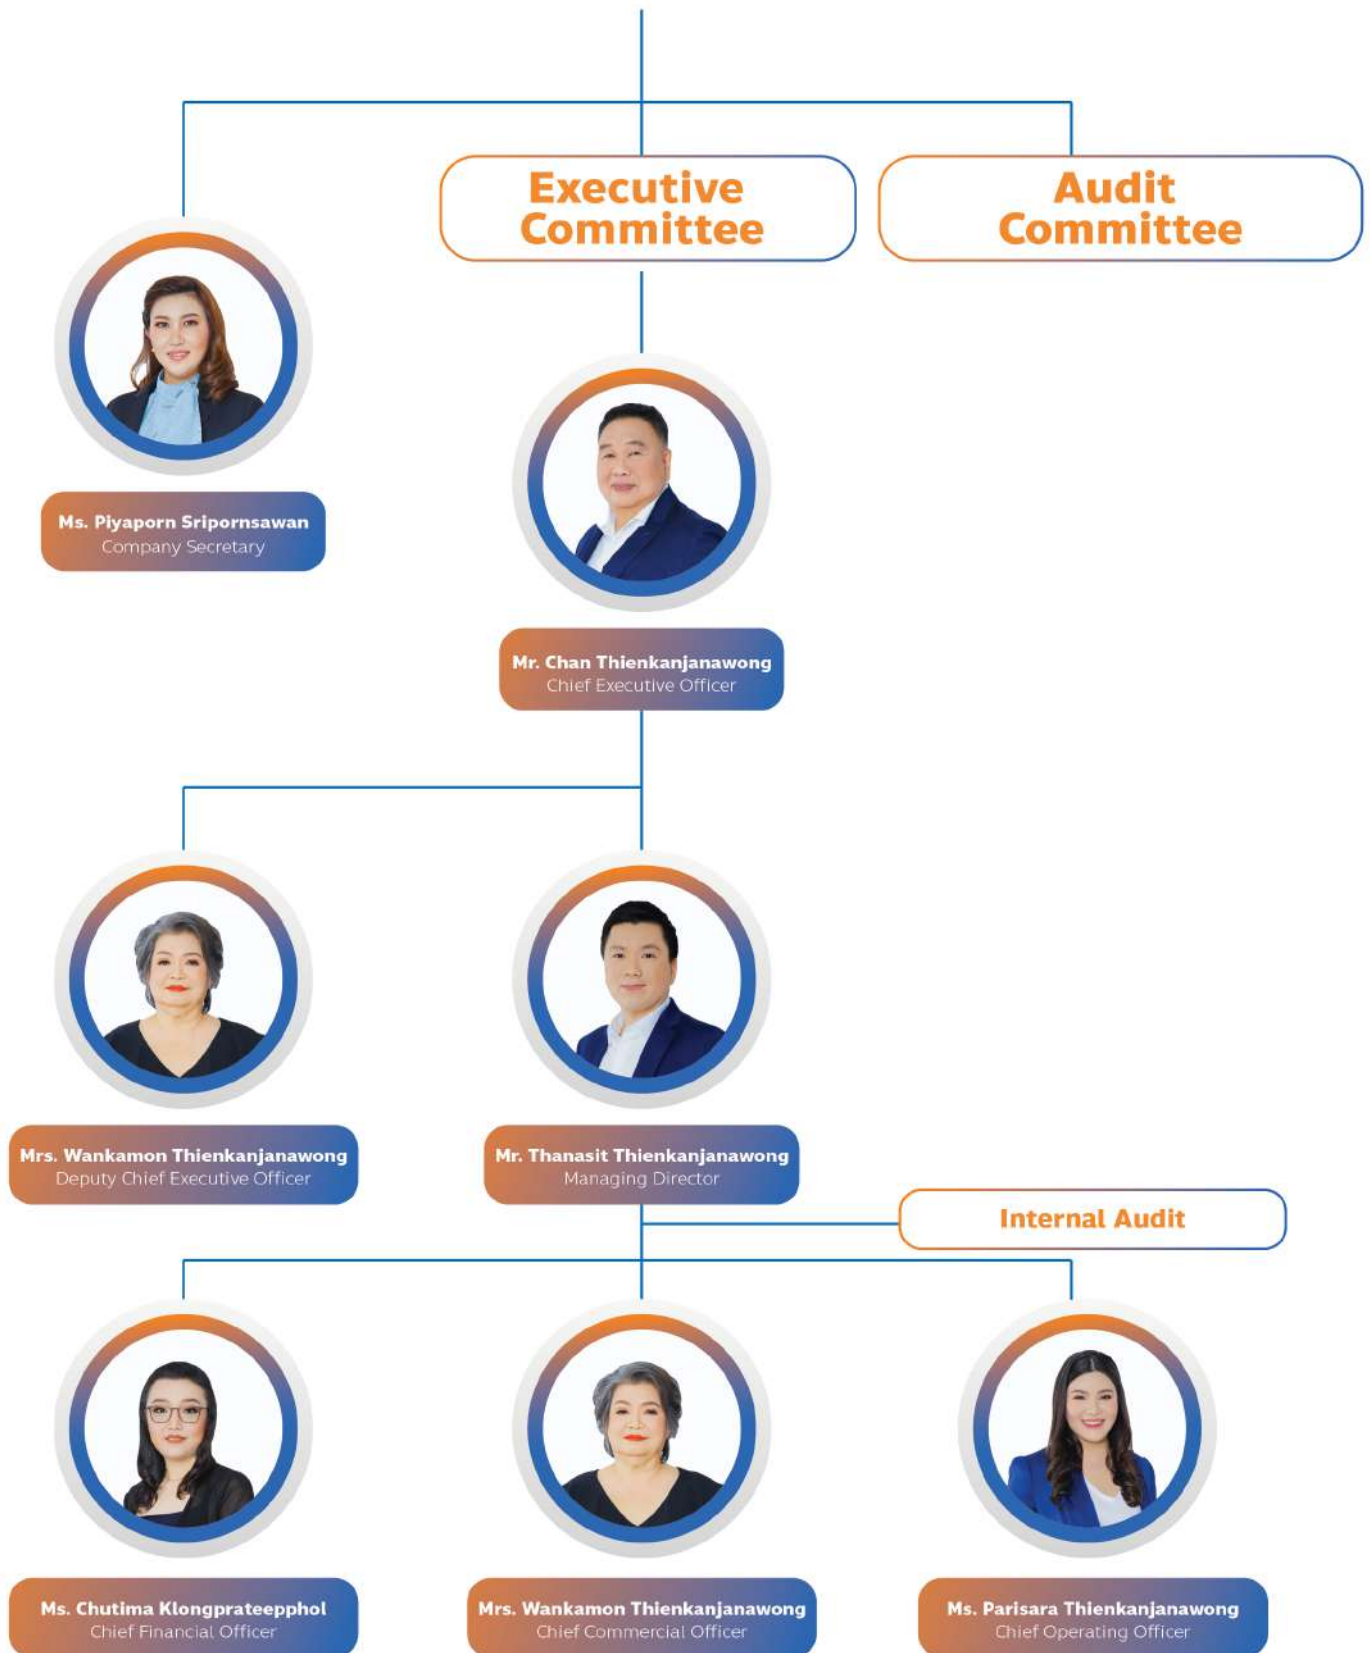 Executive
Committee
Audit
Committee
Ms. Piyaporn Sripornsawan
Company Secretary
Mr. Chan Thienkanjanawong
Chief Executive Officer
Mrs. Wankamon Thienkanjanawong
Deputy Chief Executive Officer
Mr. Thanasit Thienkanjanawong
Managing Director
Internal Audit
Ms. Chutima Klongprateepphol
Chief Financial Officer
Mrs. Wankamon Thienkanjanawong
Chief Commercial Officer
Ms. Parisara Thienkanjanawong
Chief Operating Officer